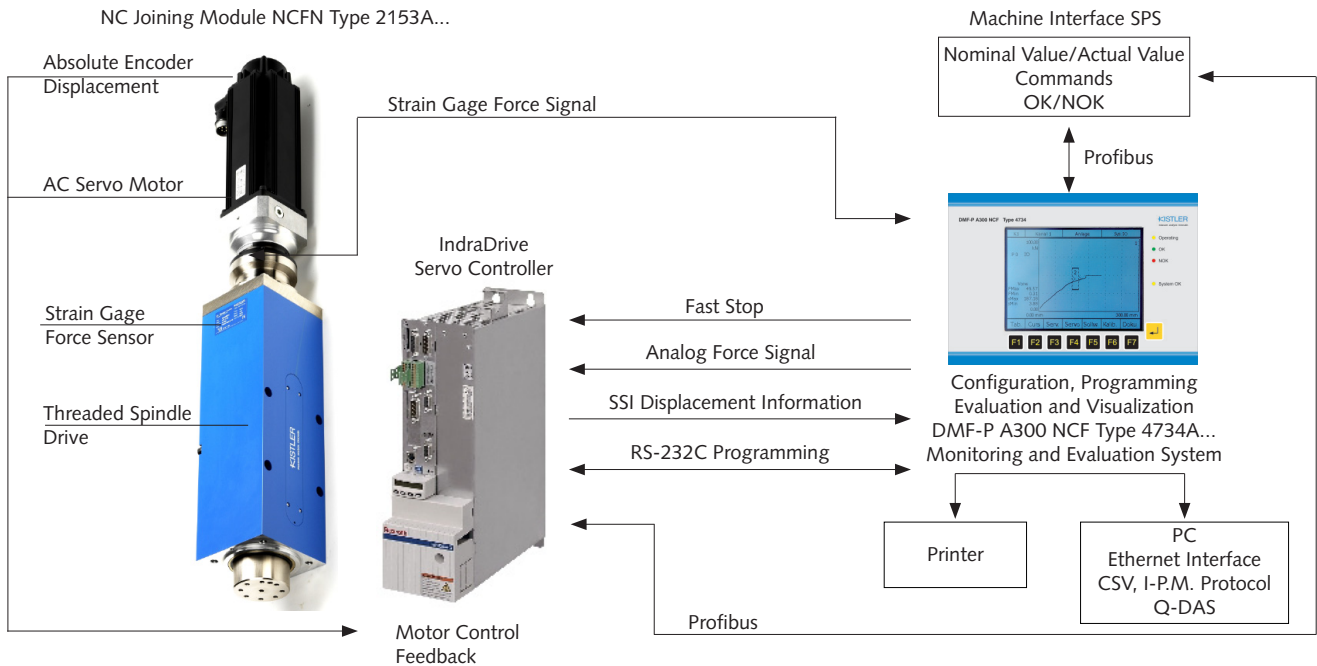 NC Joining Module NCFN Type 2153A...
Machine Interface SPS
Absolute Encoder
Displacement
Nominal Value/Actual Value
Commands
OK/NOK
Strain Gage Force Signal
Profibus
AC Servo Motor
DMF-P A300 NCF Type 4734
KISTLER
Operating
OK
NOK
System OK
IndraDrive
Servo Controller
Strain Gage
Force Sensor
Fast Stop
F1 F2 F3 F4 F5 F6 F7
Analog Force Signal
Configuration, Programming
Evaluation and Visualization
DMF-P A300 NCF Type 4734A...
Monitoring and Evaluation System
SSI Displacement Information
Threaded Spindle
Drive
KISTLER
RS-232C Programming
Rexroth
Printer
PC
Ethernet Interface
CSV, I-P.M. Protocol
Q-DAS
Profibus
Motor Control
Feedback